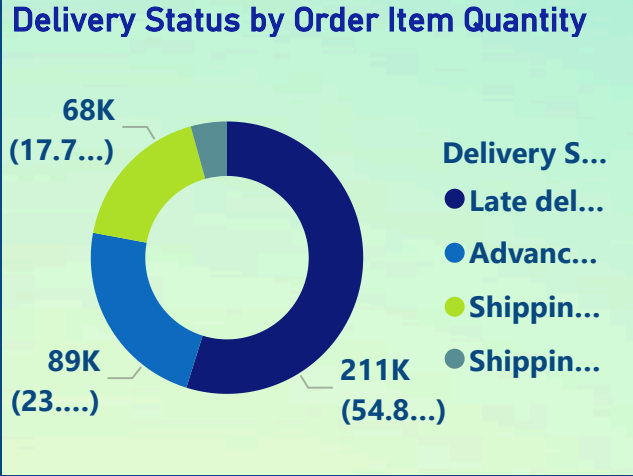 Delivery Status by Order Item Quantity
68K
(17.7...)
Delivery S...
Late del...
Advanc...
Shippin...
Shippin...
89K
(23....)
211K
(54.8...)